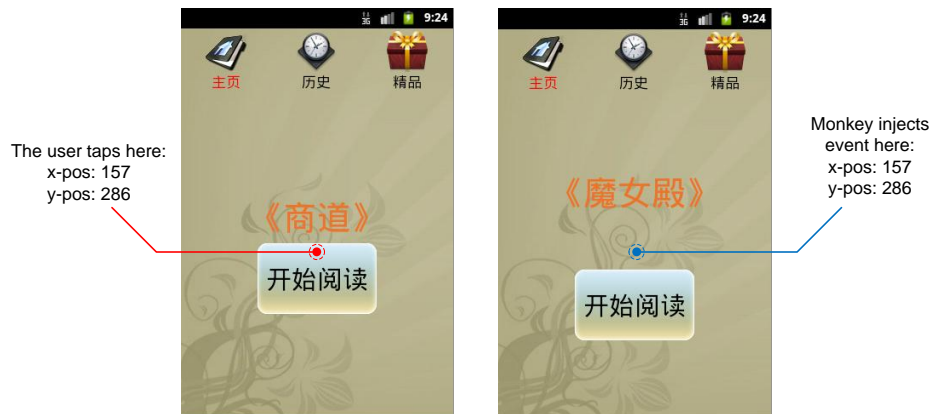 3G 9:24
主页 历史 精品
The user taps here:
x-pos: 157
y-pos: 286
《商道》
开始阅读
3G 9:24
主页 历史 精品
《魔女殿》
开始阅读
Monkey injects
event here:
x-pos: 157
y-pos: 286